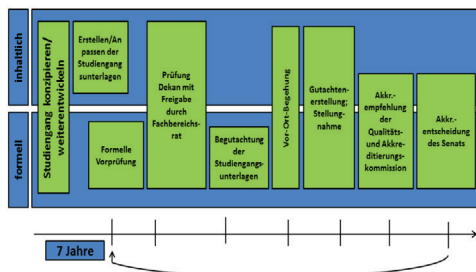 inhaltlich
formell
Studiengang konzipieren/
weiterentwickeln
Erstellen/An
passen der
Studiengang
sunterlagen
Formelle
Vorprüfung
Prüfung
Dekan mit
Freigabe
durch
Fachbereichs-
rat
Begutachtung
der
Studiengangs-
unterlagen
Vor-Ort-Begehung
Gutachten-
erstellung;
Stellung-
nahme
Akkr.-
empfehlung
der
Qualitäts-
und Akkre-
ditierungs-
kommission
Akkr.-
entscheidung
des Senats
7 Jahre